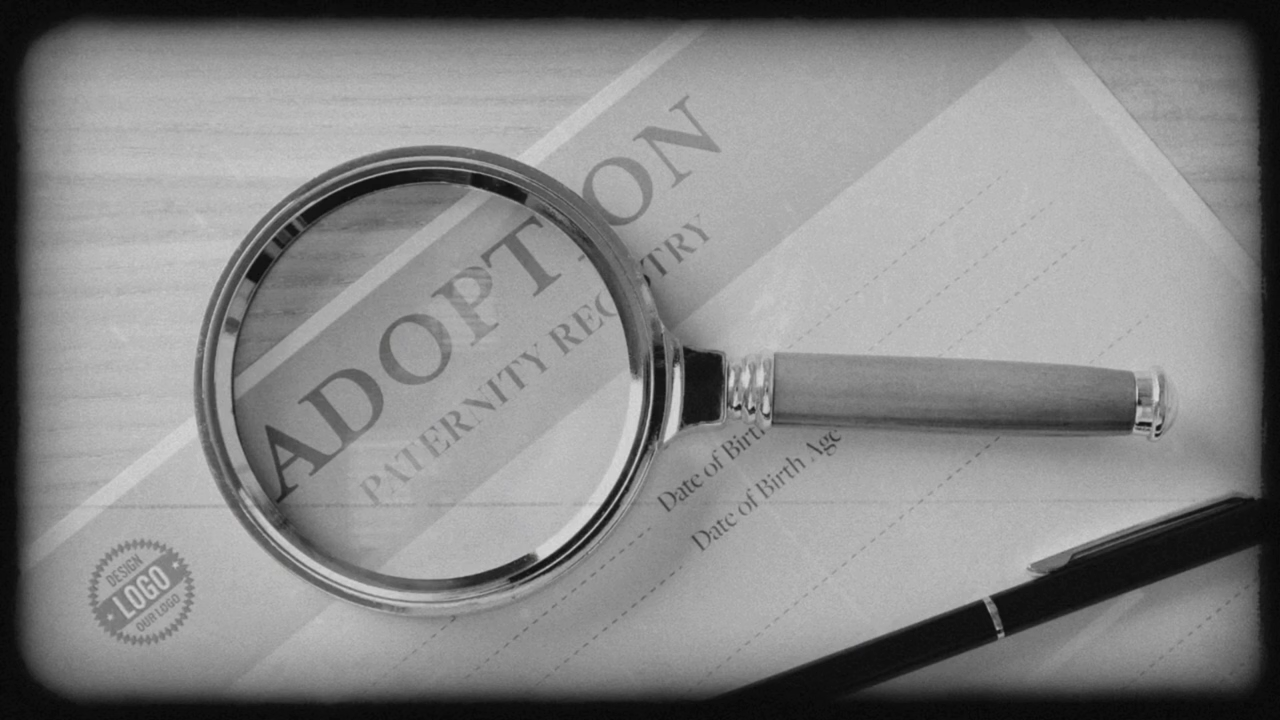 ADOPTION
PATERNITY REGISTRY
Date of Birth
Date of Birth Age
DESIGN
LOGO
OUR LOGO